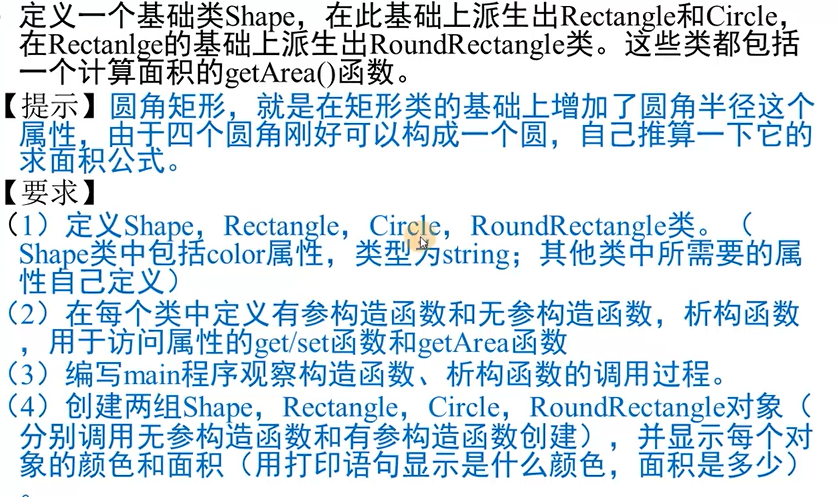 定义一个基础类Shape，在此基础上派生出Rectangle和Circle，
在Rectanlge的基础上派生出RoundRectangle类。这些类都包括
一个计算面积的getArea()函数。
【提示】圆角矩形，就是在矩形类的基础上增加了圆角半径这个
属性，由于四个圆角刚好可以构成一个圆，自己推算一下它的
求面积公式。
【要求】
（1）定义Shape，Rectangle，Circle，RoundRectangle类。（
Shape类中包括color属性，类型为string；其他类中所需要的属
性自己定义）
（2）在每个类中定义有参构造函数和无参构造函数，析构函数
，用于访问属性的get/set函数和getArea函数
（3）编写main程序观察构造函数、析构函数的调用过程。
（4）创建两组Shape，Rectangle，Circle，RoundRectangle对象（
分别调用无参构造函数和有参构造函数创建），并显示每个对
象的颜色和面积（用打印语句显示是什么颜色，面积是多少）
。